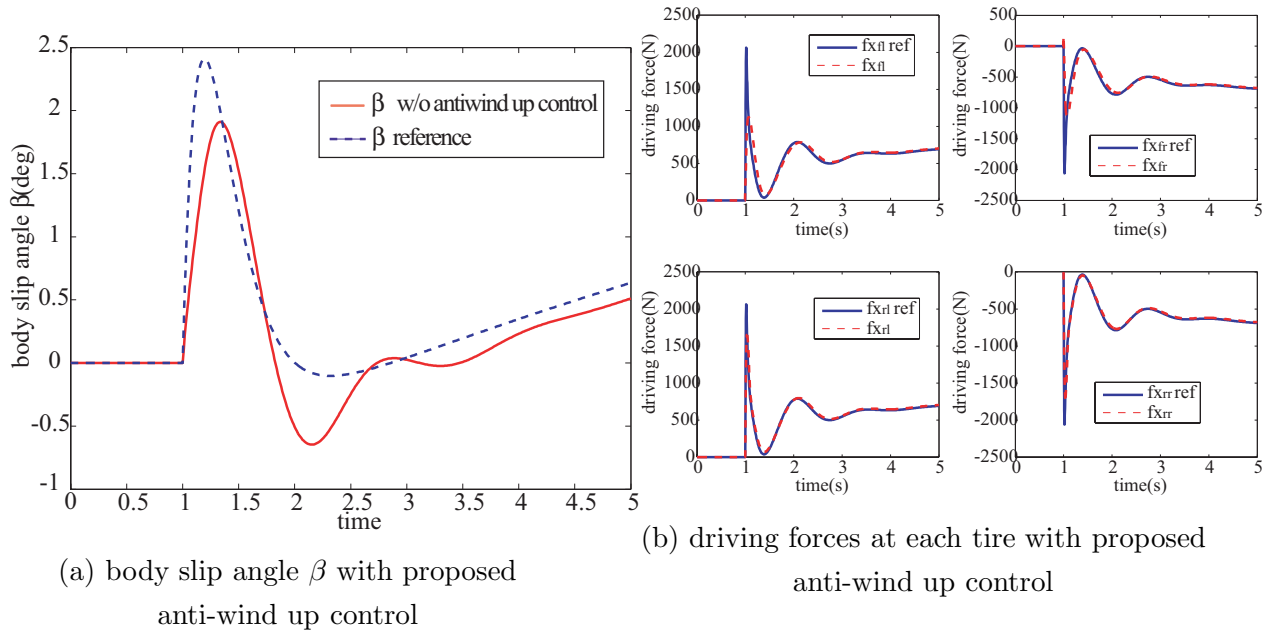 2.5
2
1.5
1
0.5
0
-0.5
-1
body slip angle β(deg)
β w/o antiwind up control
β reference
0 0.5 1 1.5 2 2.5 3 3.5 4 4.5 5
time
(a) body slip angle β with proposed
anti-wind up control
2500
2000
1500
1000
500
0
driving force(N)
fxfl ref
fxfl
0 1 2 3 4 5
time(s)
0
-500
-1000
-1500
-2000
-2500
driving force(N)
fxfr ref
fxfr
0 1 2 3 4 5
time(s)
2500
2000
1500
1000
500
0
driving force(N)
fxrl ref
fxrl
0 1 2 3 4 5
time(s)
0
-500
-1000
-1500
-2000
-2500
driving force(N)
fxrr ref
fxrr
0 1 2 3 4 5
time(s)
(b) driving forces at each tire with proposed
anti-wind up control